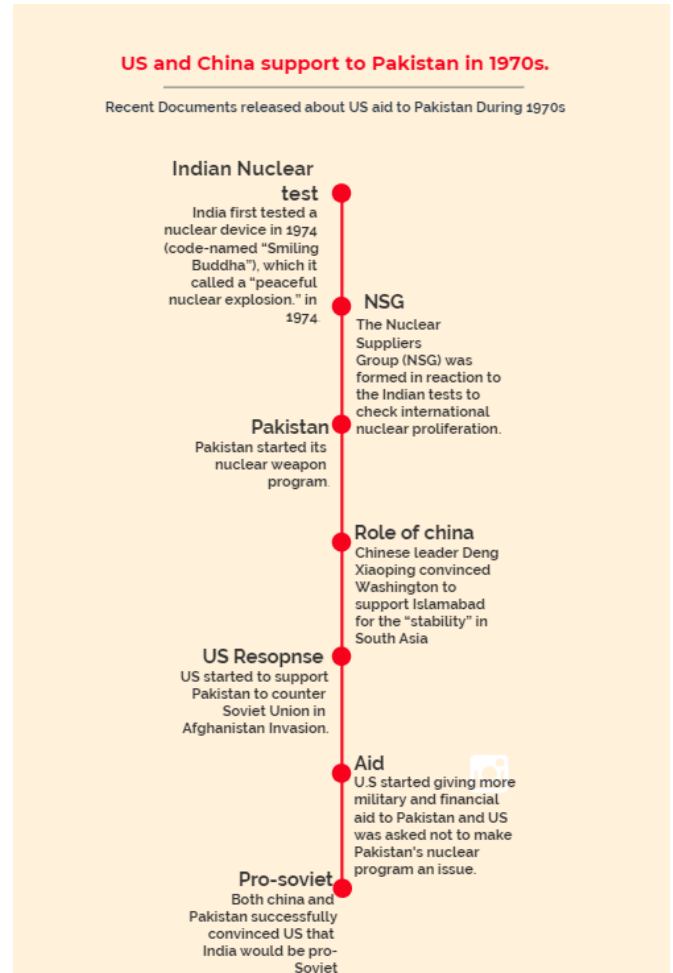 US and China support to Pakistan in 1970s.
Recent Documents released about US aid to Pakistan During 1970s
Indian Nuclear
test
India first tested a
nuclear device in 1974
(code-named “Smiling
Buddha”), which it
called a “peaceful
nuclear explosion.” in
1974.
NSG
The Nuclear
Suppliers
Group (NSG) was
formed in reaction to
the Indian tests to
check international
nuclear proliferation.
Pakistan
Pakistan started its
nuclear weapon
program.
Role of china
Chinese leader Deng
Xiaoping convinced
Washington to
support Islamabad
for the “stability” in
South Asia
US Resopnse
US started to support
Pakistan to counter
Soviet Union in
Afghanistan Invasion.
Aid
U.S started giving more
military and financial
aid to Pakistan and US
was asked not to make
Pakistan's nuclear
program an issue.
Pro-soviet
Both china and
Pakistan successfully
convinced US that
India would be pro-
Soviet